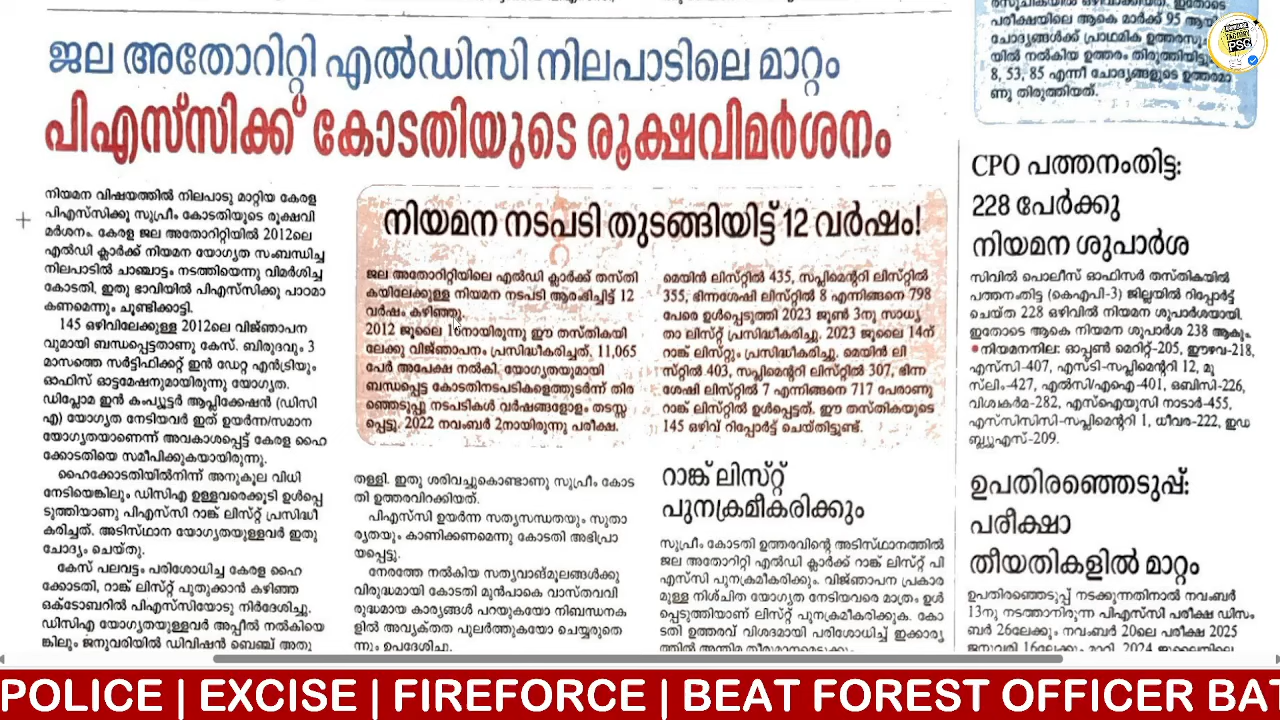 ജല അതോറിറ്റി എൽഡിസി നിലപാടിലെ മാറ്റം
പിഎസ്‌സിക്ക് കോടതിയുടെ രൂക്ഷവിമർശനം
നിയമന വിഷയത്തിൽ നിലപാടു മാറ്റിയ കേരള
പിഎസ്‌സിക്കു സുപ്രീം കോടതിയുടെ രൂക്ഷവി
മർശനം. കേരള ജല അതോറിറ്റിയിൽ 2012ലെ
എൽഡി ക്ലാർക്ക് നിയമന യോഗ്യത സംബന്ധിച്ച
നിലപാടിൽ ചാഞ്ചാട്ടം നടത്തിയെന്നു വിമർശിച്ച
കോടതി, ഇതു ഭാവിയിൽ പിഎസ്‌സിക്കു പാഠമാ
കണമെന്നും ചൂണ്ടിക്കാട്ടി.
145 ഒഴിവിലേക്കുള്ള 2012ലെ വിജ്ഞാപന
വുമായി ബന്ധപ്പെട്ടതാണു കേസ്. ബിരുദവും 3
മാസത്തെ സർട്ടിഫിക്കറ്റ് ഇൻ ഡേറ്റ എൻട്രിയും
ഓഫിസ് ഓട്ടമേഷനുമായിരുന്നു യോഗ്യത.
ഡിപ്ലോമ ഇൻ കംപ്യൂട്ടർ ആപ്ലിക്കേഷൻ (ഡിസി
എ) യോഗ്യത നേടിയവർ ഇത് ഉയർന്ന/സമാന
യോഗ്യതയാണെന്ന് അവകാശപ്പെട്ട് കേരള ഹൈ
ക്കോടതിയെ സമീപിക്കുകയായിരുന്നു.
ഹൈക്കോടതിയിൽനിന്ന് അനുകൂല വിധി
നേടിയെങ്കിലും ഡിസിഎ ഉള്ളവരെക്കൂടി ഉൾപ്പെ
ടുത്തിയാണു പിഎസ്‌സി റാങ്ക് ലിസ്റ്റ് പ്രസിദ്ധീ
കരിച്ചത്. അടിസ്ഥാന യോഗ്യതയുള്ളവർ ഇതു
ചോദ്യം ചെയ്തു.
കേസ് പലവട്ടം പരിശോധിച്ച കേരള ഹൈ
ക്കോടതി, റാങ്ക് ലിസ്റ്റ് പുതുക്കാൻ കഴിഞ്ഞ
ഒക്ടോബറിൽ പിഎസ്‌സിയോടു നിർദേശിച്ചു.
ഡിസിഎ യോഗ്യതയുള്ളവർ അപ്പീൽ നൽകിയെ
ങ്കിലും ജനുവരിയിൽ ഡിവിഷൻ ബെഞ്ച് അതു
നിയമന നടപടി തുടങ്ങിയിട്ട് 12 വർഷം!
ജല അതോറിറ്റിയിലെ എൽഡി ക്ലാർക്ക് തസ്തി
കയിലേക്കുള്ള നിയമന നടപടി ആരംഭിച്ചിട്ട് 12
വർഷം കഴിഞ്ഞു.
2012 ജൂലൈ നായിരുന്നു ഈ തസ്തികയി
ലേക്കു വിജ്ഞാപനം പ്രസിദ്ധീകരിച്ചത്. 11,065
പേർ അപേക്ഷ നൽകി, യോഗ്യതയുമായി
ബന്ധപ്പെട്ട കോടതിനടപടികളെത്തുടർന്ന് തിര
ഞ്ഞെടുപ്പു നടപടികൾ വർഷങ്ങളോളം തടസ്സ
പ്പെട്ടു. 2022 നവംബർ 2നായിരുന്നു പരീക്ഷ.
മെയിൻ ലിസ്റ്റിൽ 435, സപ്ലിമെന്ററി ലിസ്റ്റിൽ
355, ഭിന്നശേഷി ലിസ്റ്റിൽ 8 എന്നിങ്ങനെ 798
പേരെ ഉൾപ്പെടുത്തി 2023 ജൂൺ 3നു സാധ്യ
താ ലിസ്റ്റ് പ്രസിദ്ധീകരിച്ചു. 2023 ജൂലൈ 14ന്
റാങ്ക് ലിസ്റ്റും പ്രസിദ്ധീകരിച്ചു. മെയിൻ ലി
സ്റ്റിൽ 403, സപ്ലിമെന്ററി ലിസ്റ്റിൽ 307, ഭിന്ന
ശേഷി ലിസ്റ്റിൽ 7 എന്നിങ്ങനെ 717 പേരാണു
റാങ്ക് ലിസ്റ്റിൽ ഉൾപ്പെട്ടത്. ഈ തസ്തികയുടെ
145 ഒഴിവ് റിപ്പോർട്ട് ചെയ്തിട്ടുണ്ട്.
തള്ളി. ഇതു ശരിവച്ചുകൊണ്ടാണു സുപ്രീം കോട
തി ഉത്തരവിറക്കിയത്.
പിഎസ്‌സി ഉയർന്ന സത്യസന്ധതയും സുതാ
ര്യതയും കാണിക്കണമെന്നു കോടതി അഭിപ്രാ
യപ്പെട്ടു.
നേരത്തേ നൽകിയ സത്യവാങ്മൂലങ്ങൾക്കു
വിരുദ്ധമായി കോടതി മുൻപാകെ വാസ്തവവി
രുദ്ധമായ കാര്യങ്ങൾ പറയുകയോ നിബന്ധനക
ളിൽ അവ്യക്തത പുലർത്തുകയോ ചെയ്യരുതെ
ന്നും ഉപദേശിച്ചു.
റാങ്ക് ലിസ്റ്റ്
പുനഃക്രമീകരിക്കും
സുപ്രീം കോടതി ഉത്തരവിന്റെ അടിസ്ഥാനത്തിൽ
ജല അതോറിറ്റി എൽഡി ക്ലാർക്ക് റാങ്ക് ലിസ്റ്റ് പി
എസ്‌സി പുനഃക്രമീകരിക്കും. വിജ്ഞാപന പ്രകാര
മുള്ള നിശ്ചിത യോഗ്യത നേടിയവരെ മാത്രം ഉൾ
പ്പെടുത്തിയാണ് ലിസ്റ്റ് പുനഃക്രമീകരിക്കുക. കോ
ടതി ഉത്തരവ് വിശദമായി പരിശോധിച്ച് ഇക്കാര്യ
ത്തിൽ അന്തിമ തീരുമാനമെടുക്കും.
പരീക്ഷയിലെ ആകെ മാർക്ക് 95
ചോദ്യങ്ങൾക്ക് പ്രാഥമിക
യിൽ നൽകിയ ഉത്തരം
8, 53, 85 എന്നീ ചോദ്യങ്ങളുടെ ഉത്തരമാ
ണു തിരുത്തിയത്.
CPO പത്തനംതിട്ട:
228 പേർക്കു
നിയമന ശുപാർശ
സിവിൽ പൊലീസ് ഓഫിസർ തസ്തികയിൽ
പത്തനംതിട്ട (കെഎപി-3) ജില്ലയിൽ റിപ്പോർട്ട്
ചെയ്ത 228 ഒഴിവിൽ നിയമന ശുപാർശയായി.
ഇതോടെ ആകെ നിയമന ശുപാർശ 238 ആകും.
•നിയമനനില: ഓപ്പൺ മെറിറ്റ്-205, ഈഴവ-218,
എസ്‌സി-407, എസ്ടി-സപ്ലിമെന്ററി 12, മു
സ്‌ലിം-427, എൽസി/എഐ-401, ഒബിസി-226,
വിശ്വകർമ-282, എസ്ഐയുസി നാടാർ-455,
എസ്‌സിസിസി-സപ്ലിമെന്ററി 1, ധീവര-222, ഇഡ
ബ്ല്യുഎസ്-209.
ഉപതിരഞ്ഞെടുപ്പ്:
പരീക്ഷാ
തീയതികളിൽ മാറ്റം
ഉപതിരഞ്ഞെടുപ്പ് നടക്കുന്നതിനാൽ നവംബർ
13നു നടത്താനിരുന്ന പിഎസ്‌സി പരീക്ഷ ഡിസം
ബർ 26ലേക്കും നവംബർ 20ലെ പരീക്ഷ 2025
ജനുവരി 16ലേക്കും മാറ്റി. 2024
POLICE | EXCISE | FIREFORCE | BEAT FOREST OFFICER BAT